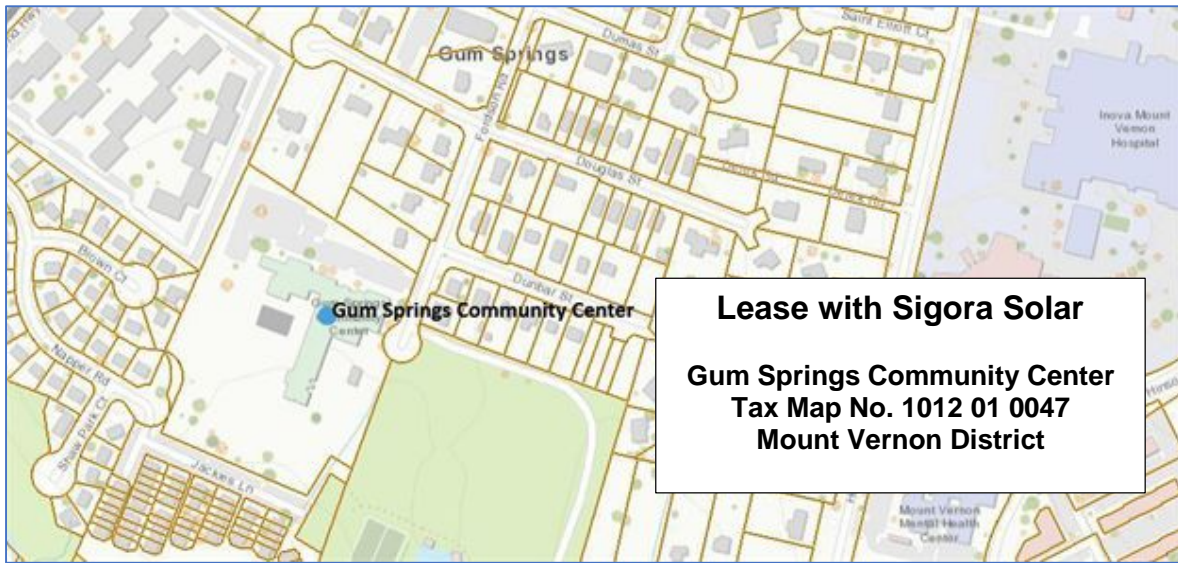 Saint Elliott Ct
Dumas St
Gum Springs
Fordson Rd
Inova Mount
Vernon
Hospital
Douglas St
Brown Ct
Dunbar St
Gum Springs Community Center
Center
Napper Rd
Shaw Park Ct
Jackies Ln
Mount Vernon
Mental Health
Center
Lease with Sigora Solar
Gum Springs Community Center
Tax Map No. 1012 01 0047
Mount Vernon District